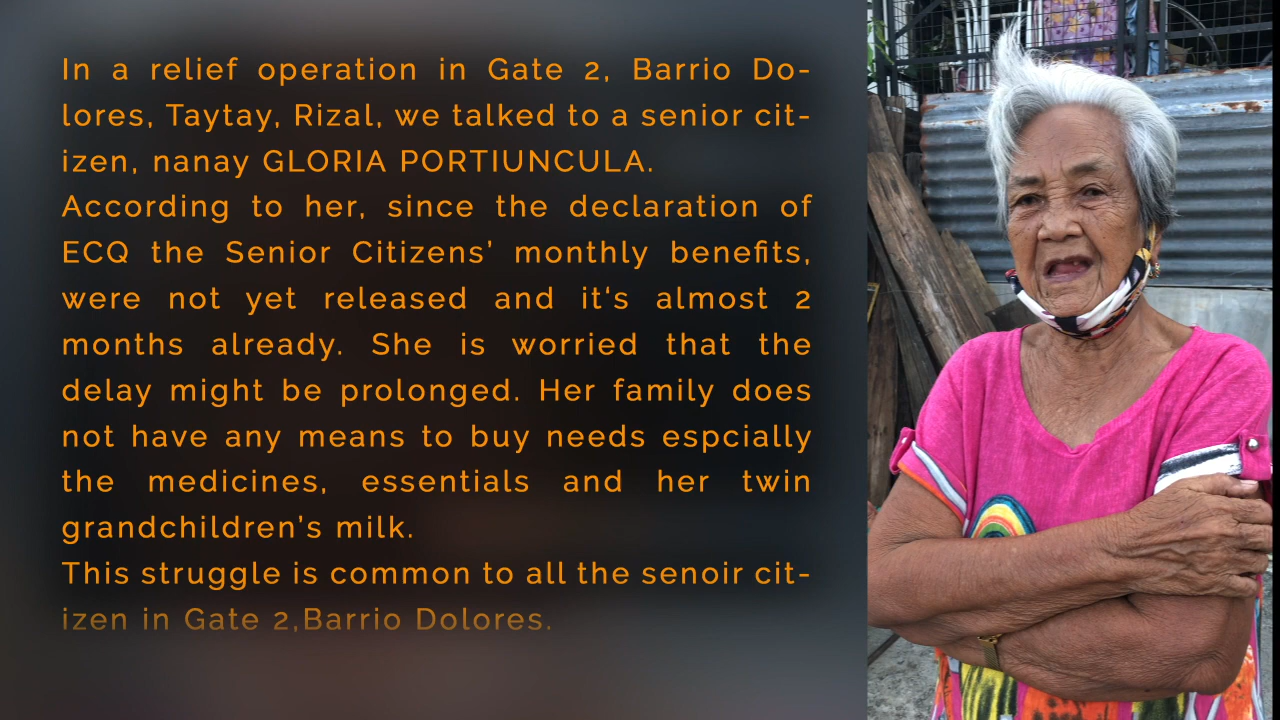 In a relief operation in Gate 2, Barrio Do-
lores, Taytay, Rizal, we talked to a senior cit-
izen, nanay GLORIA PORTIUNCULA.
According to her, since the declaration of
ECQ the Senior Citizens’ monthly benefits,
were not yet released and it‘s almost 2
months already. She is worried that the
delay might be prolonged. Her family does
not have any means to buy needs espcially
the medicines, essentials and her twin
grandchildren’s milk.
This struggle is common to all the senoir cit-
izen in Gate 2,Barrio Dolores.